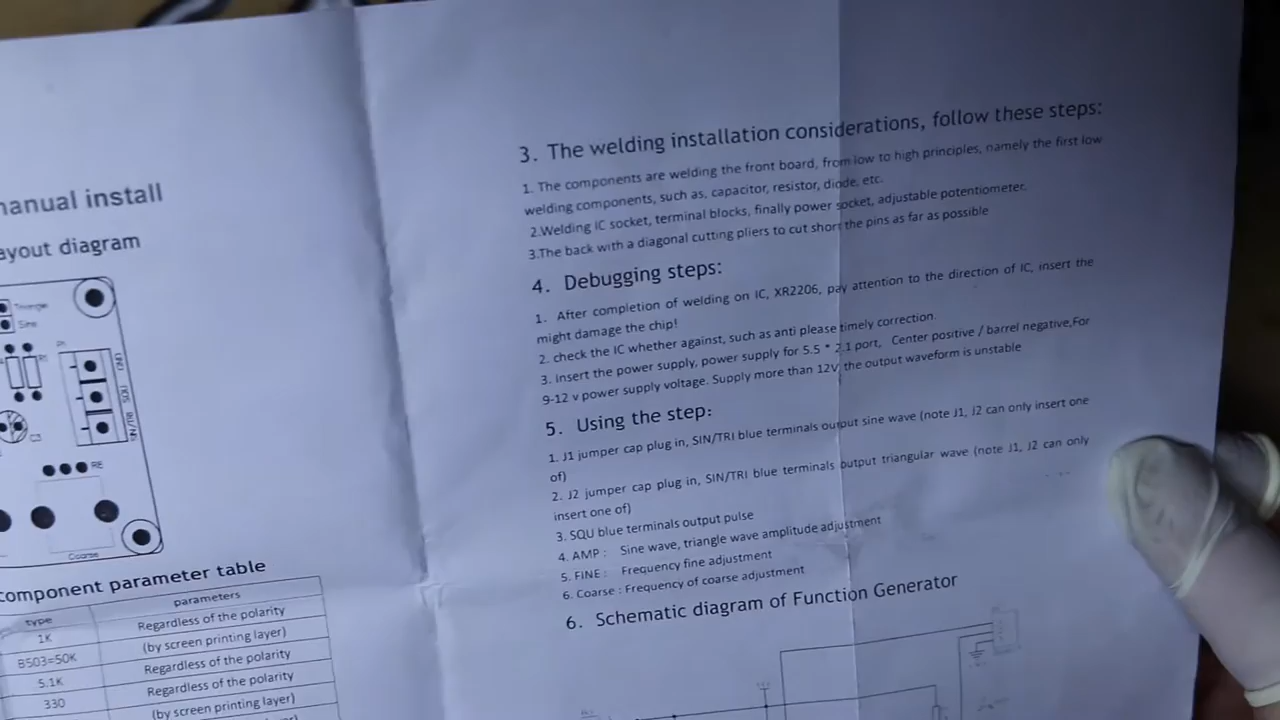 manual install
ayout diagram
Triangle
Sine
R1
P1
C3
RE
Coarse
component parameter table
type
parameters
1K
Regardless of the polarity
B503=50K
(by screen printing layer)
5.1K
Regardless of the polarity
330
Regardless of the polarity
(by screen printing layer)
3. The welding installation considerations, follow these steps:
1. The components are welding the front board, from low to high principles, namely the first low
welding components, such as, capacitor, resistor, diode, etc.
2.Welding IC socket, terminal blocks, finally power socket, adjustable potentiometer.
3.The back with a diagonal cutting pliers to cut short the pins as far as possible
4. Debugging steps:
1. After completion of welding on IC, XR2206, pay attention to the direction of IC, insert the
might damage the chip!
2. check the IC whether against, such as anti please timely correction.
3. Insert the power supply, power supply for 5.5 * 2.1 port, Center positive / barrel negative,For
9-12 v power supply voltage. Supply more than 12v, the output waveform is unstable
5. Using the step:
1. J1 jumper cap plug in, SIN/TRI blue terminals output sine wave (note J1, J2 can only insert one
of)
2. J2 jumper cap plug in, SIN/TRI blue terminals output triangular wave (note J1, J2 can only
insert one of)
3. SQU blue terminals output pulse
4. AMP : Sine wave, triangle wave amplitude adjustment
5. FINE : Frequency fine adjustment
6. Coarse : Frequency of coarse adjustment
6. Schematic diagram of Function Generator